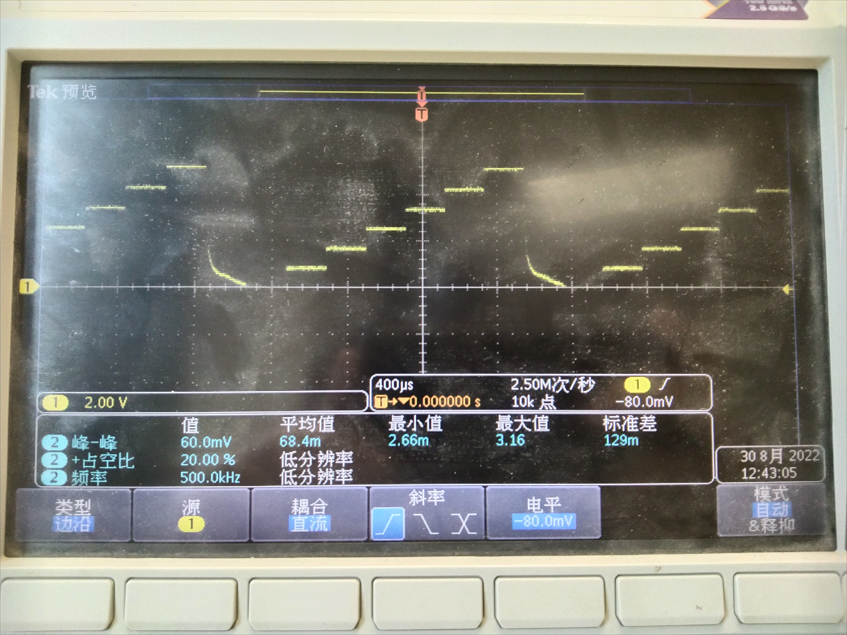 2.5 GS/s
Tek 预览
T
T
1
400μs 2.50M次/秒 1
T→▼0.000000 s 10k 点 -80.0mV
1 2.00 V
值 平均值 最小值 最大值 标准差
2 峰-峰 60.0mV 68.4m 2.66m 3.16 129m
2 +占空比 20.00 % 低分辨率
2 频率 500.0kHz 低分辨率
30 8月 2022
12:43:05
类型 源 耦合 斜率 电平 模式
边沿 1 直流 -80.0mV 自动
&释抑